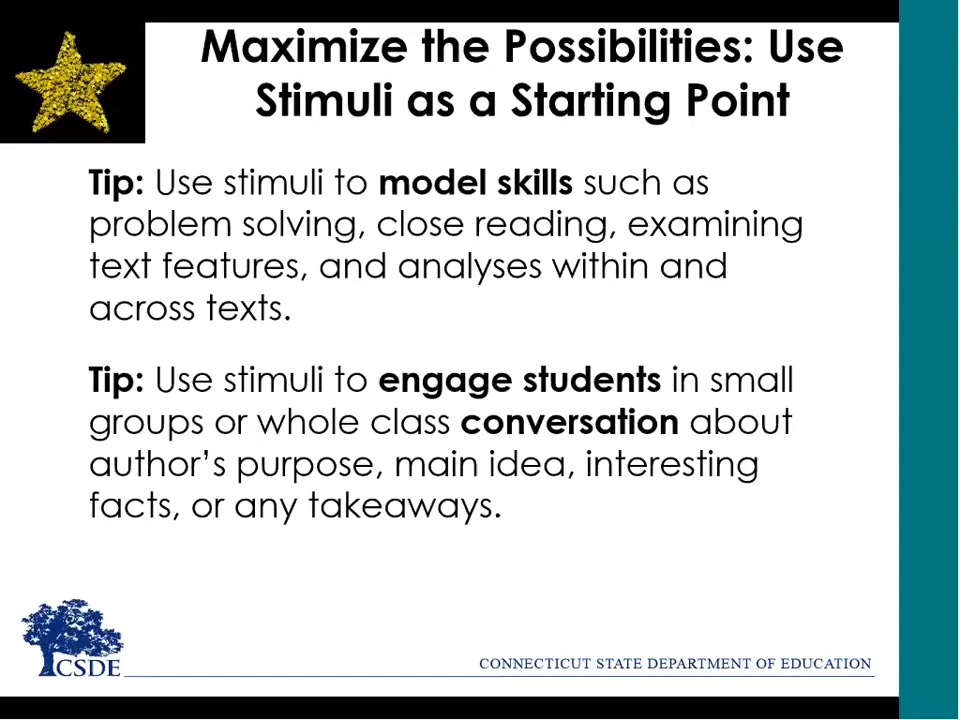 Maximize the Possibilities: Use
Stimuli as a Starting Point
Tip: Use stimuli to model skills such as
problem solving, close reading, examining
text features, and analyses within and
across texts.
Tip: Use stimuli to engage students in small
groups or whole class conversation about
author’s purpose, main idea, interesting
facts, or any takeaways.
CSDE
CONNECTICUT STATE DEPARTMENT OF EDUCATION